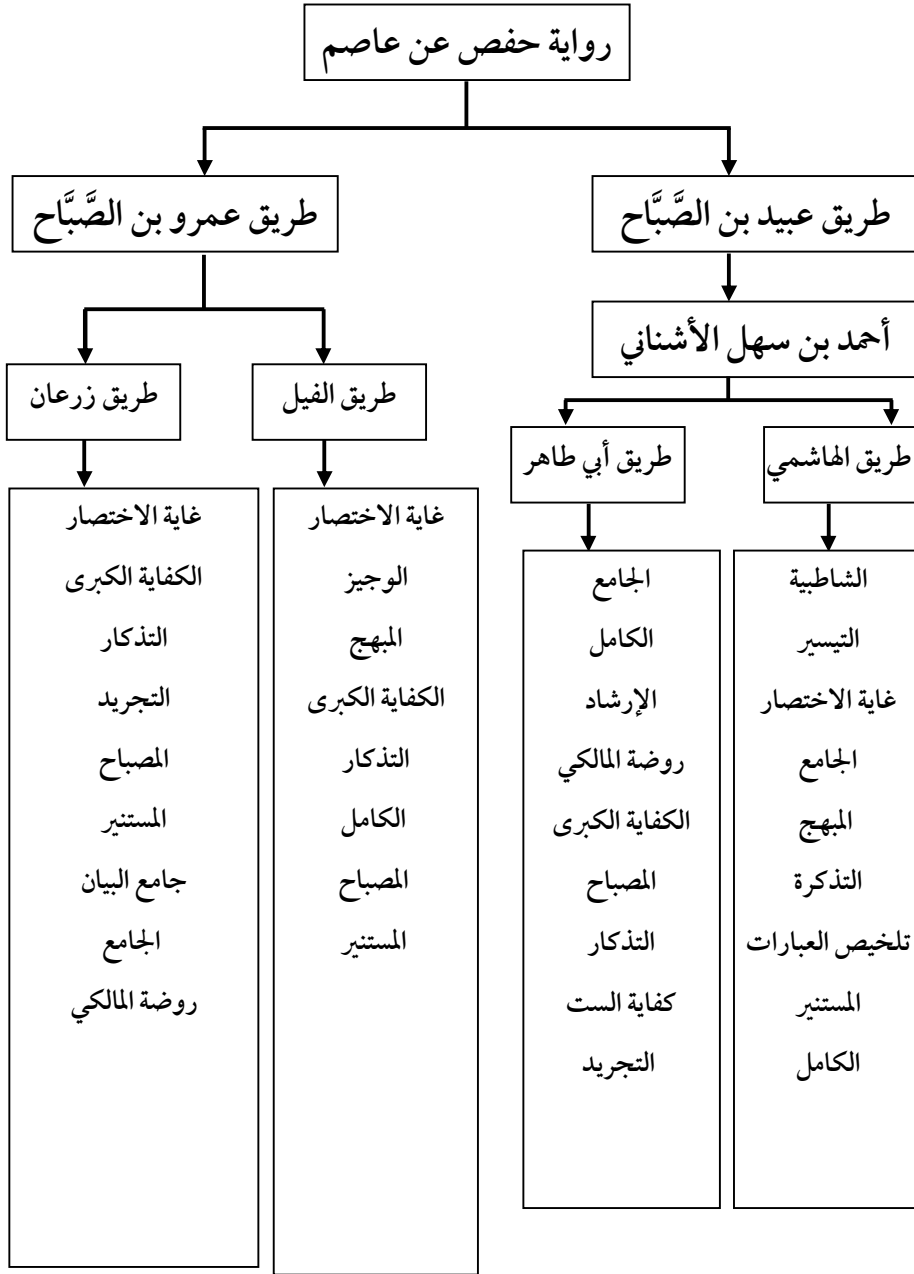 رواية حفص عن عاصم
طريق عبيد بن الصَّبَّاح
طريق عمرو بن الصَّبَّاح
أحمد بن سهل الأشناني
طريق الهاشمي
طريق أبي طاهر
طريق الفيل
طريق زرعان
الشاطبية
التيسير
غاية الاختصار
الجامع
المبهج
التذكرة
تلخيص العبارات
المستنير
الكامل
الجامع
الكامل
الإرشاد
روضة المالكي
الكفاية الكبرى
المصباح
التذكار
كفاية الست
التجريد
غاية الاختصار
الوجيز
المبهج
الكفاية الكبرى
التذكار
الكامل
المصباح
المستنير
غاية الاختصار
الكفاية الكبرى
التذكار
التجريد
المصباح
المستنير
جامع البيان
الجامع
روضة المالكي